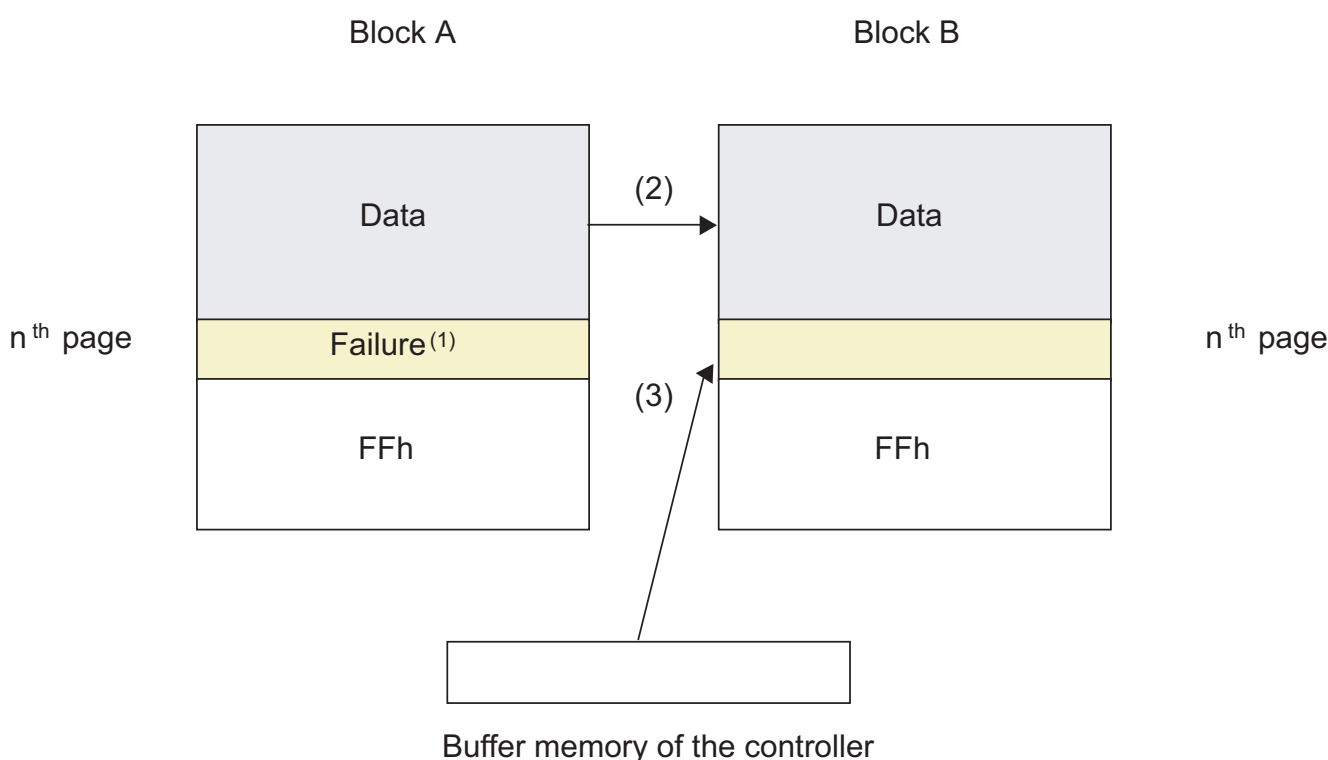 Block A
Block B
Data
(2)
Data
n th page
Failure (1)
n th page
(3)
FFh
FFh
Buffer memory of the controller